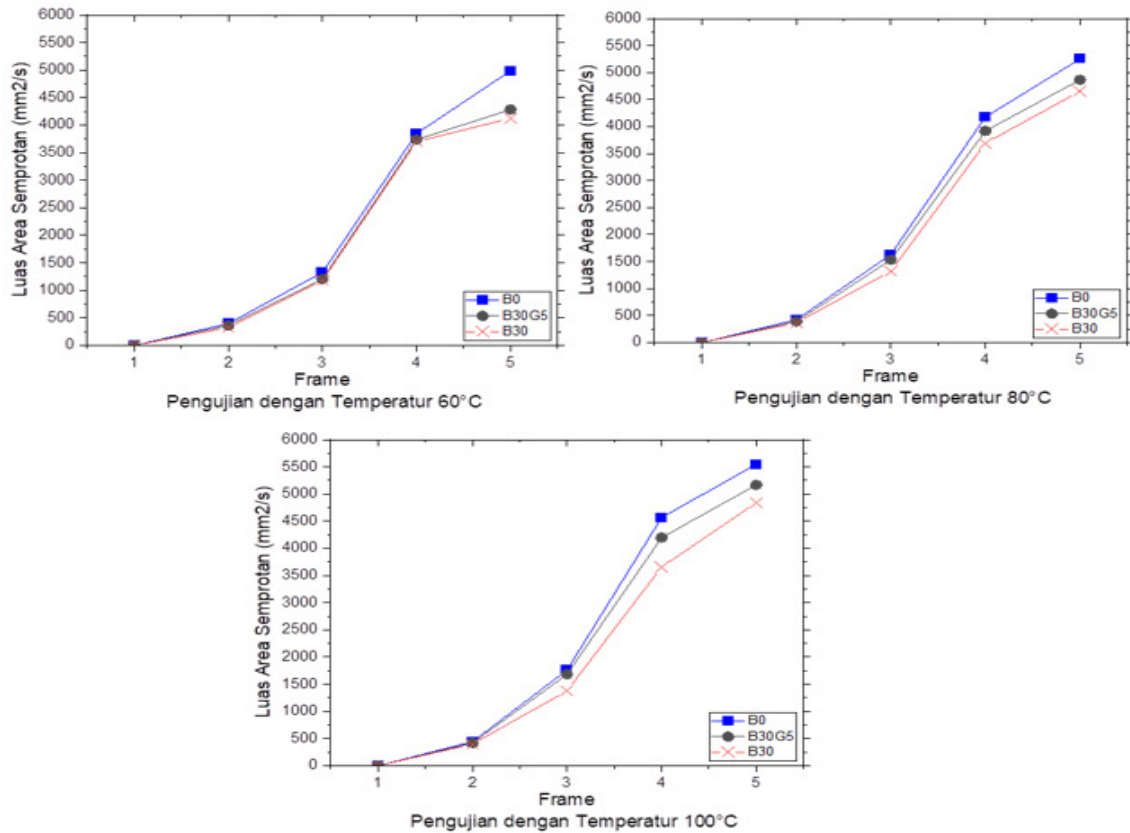 6000
5500
5000
4500
4000
3500
3000
2500
2000
1500
1000
500
0
Luas Area Semprotan (mm2/s)
B0
B30G5
B30
1 2 3 4 5
Frame
Pengujian dengan Temperatur 60°C
6000
5500
5000
4500
4000
3500
3000
2500
2000
1500
1000
500
0
Luas Area Semprotan (mm2/s)
B0
B30G5
B30
1 2 3 4 5
Frame
Pengujian dengan Temperatur 80°C
6000
5500
5000
4500
4000
3500
3000
2500
2000
1500
1000
500
0
Luas Area Semprotan (mm2/s)
B0
B30G5
B30
1 2 3 4 5
Frame
Pengujian dengan Temperatur 100°C